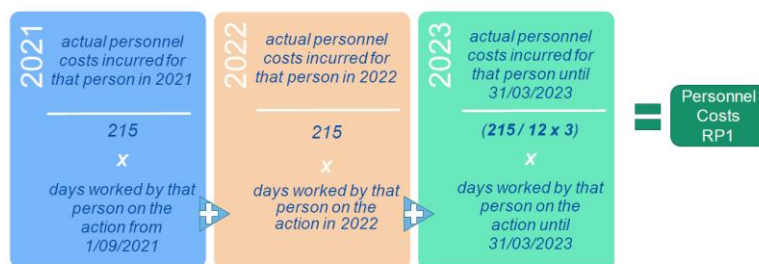 2021
actual personnel
costs incurred for
that person in 2021
215
x
days worked by that
person on the
action from
1/09/2021
+
2022
actual personnel
costs incurred for
that person in 2022
215
x
days worked by that
person on the
action in 2022
+
2023
actual personnel
costs incurred for
that person until
31/03/2023
(215 / 12 x 3)
x
days worked by that
person on the
action until
31/03/2023
=
Personnel
Costs
RP1